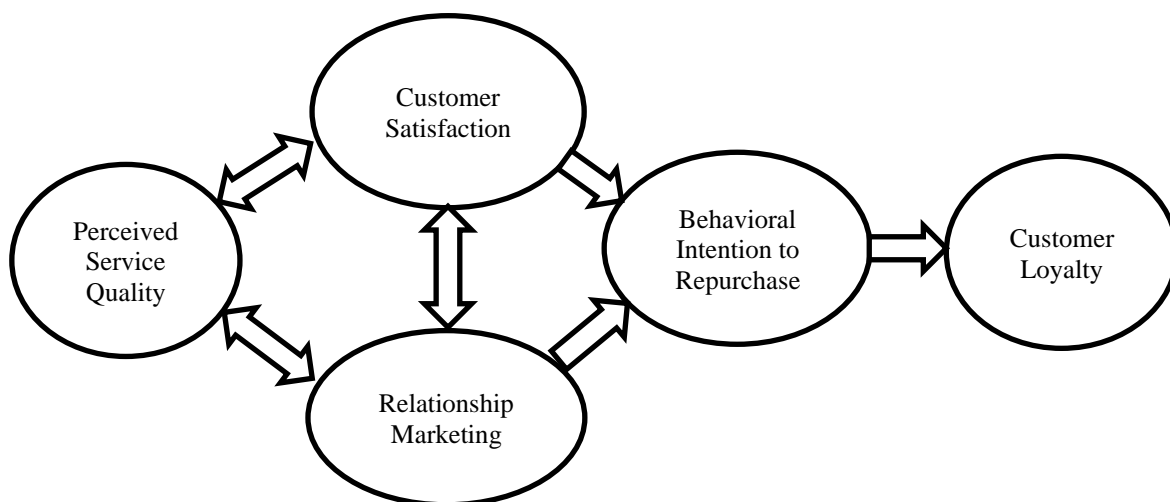 Customer
Satisfaction
Perceived
Service
Quality
Behavioral
Intention to
Repurchase
Customer
Loyalty
Relationship
Marketing